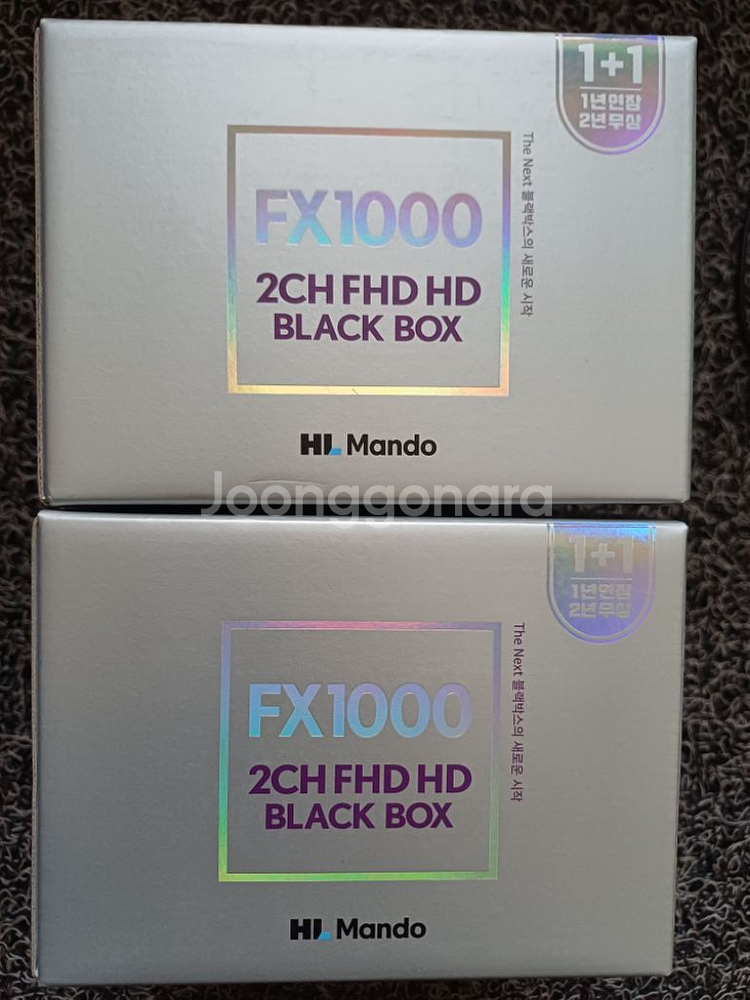 1+1
1년연장
2년무상
The Next 블랙박스의 새로운 시작
FX1000
2CH FHD HD
BLACK BOX
HL Mando
Joonggonara
1+1
1년연장
2년무상
The Next 블랙박스의 새로운 시작
FX1000
2CH FHD HD
BLACK BOX
HL Mando